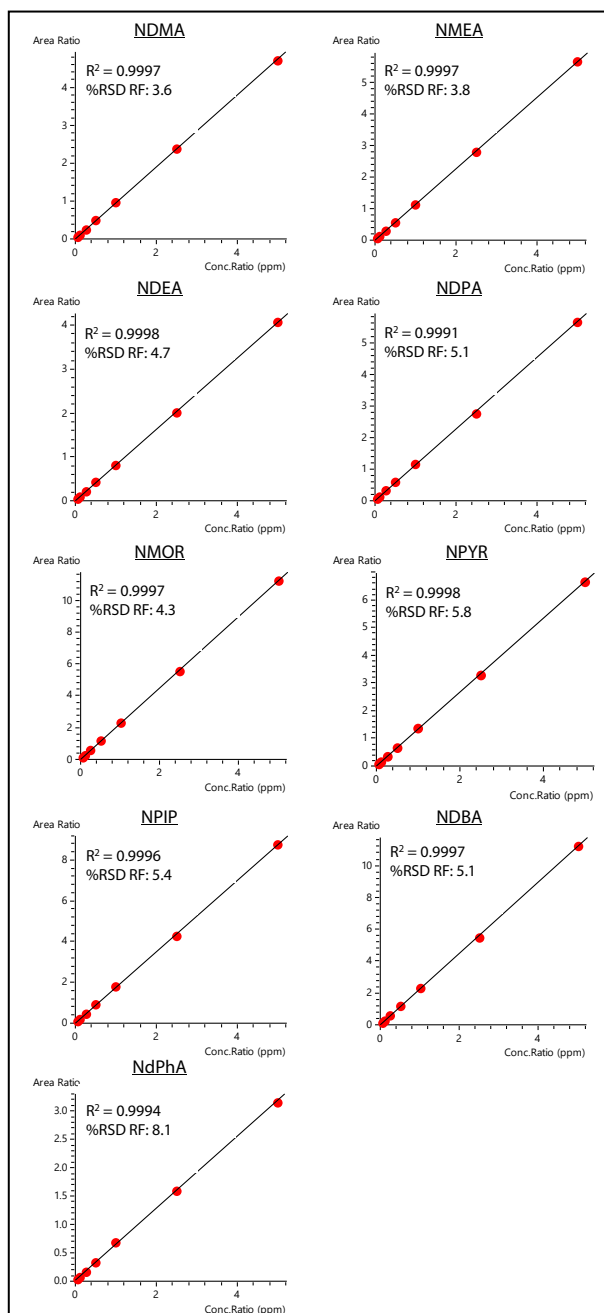 NDMA
Area Ratio
R² = 0.9997
%RSD RF: 3.6
4
3
2
1
0
0 2 4
Conc.Ratio (ppm)
NMEA
Area Ratio
R² = 0.9997
%RSD RF: 3.8
5
4
3
2
1
0
0 2 4
Conc.Ratio (ppm)
NDEA
Area Ratio
R² = 0.9998
%RSD RF: 4.7
4
2
0
0 2 4
Conc.Ratio (ppm)
NDPA
Area Ratio
R² = 0.9991
%RSD RF: 5.1
5
4
3
2
1
0
0 2 4
Conc.Ratio (ppm)
NMOR
Area Ratio
R² = 0.9997
%RSD RF: 4.3
10
8
6
4
2
0
0 2 4
Conc.Ratio (ppm)
NPYR
Area Ratio
R² = 0.9998
%RSD RF: 5.8
6
5
4
3
2
1
0
0 2 4
Conc.Ratio (ppm)
NPIP
Area Ratio
R² = 0.9996
%RSD RF: 5.4
8
6
4
2
0
0 2 4
Conc.Ratio (ppm)
NDBA
Area Ratio
R² = 0.9997
%RSD RF: 5.1
10
8
6
4
2
0
0 2 4
Conc.Ratio (ppm)
NdPhA
Area Ratio
R² = 0.9994
%RSD RF: 8.1
3.0
2.5
2.0
1.5
1.0
0.5
0.0
0 2 4
Conc.Ratio (ppm)